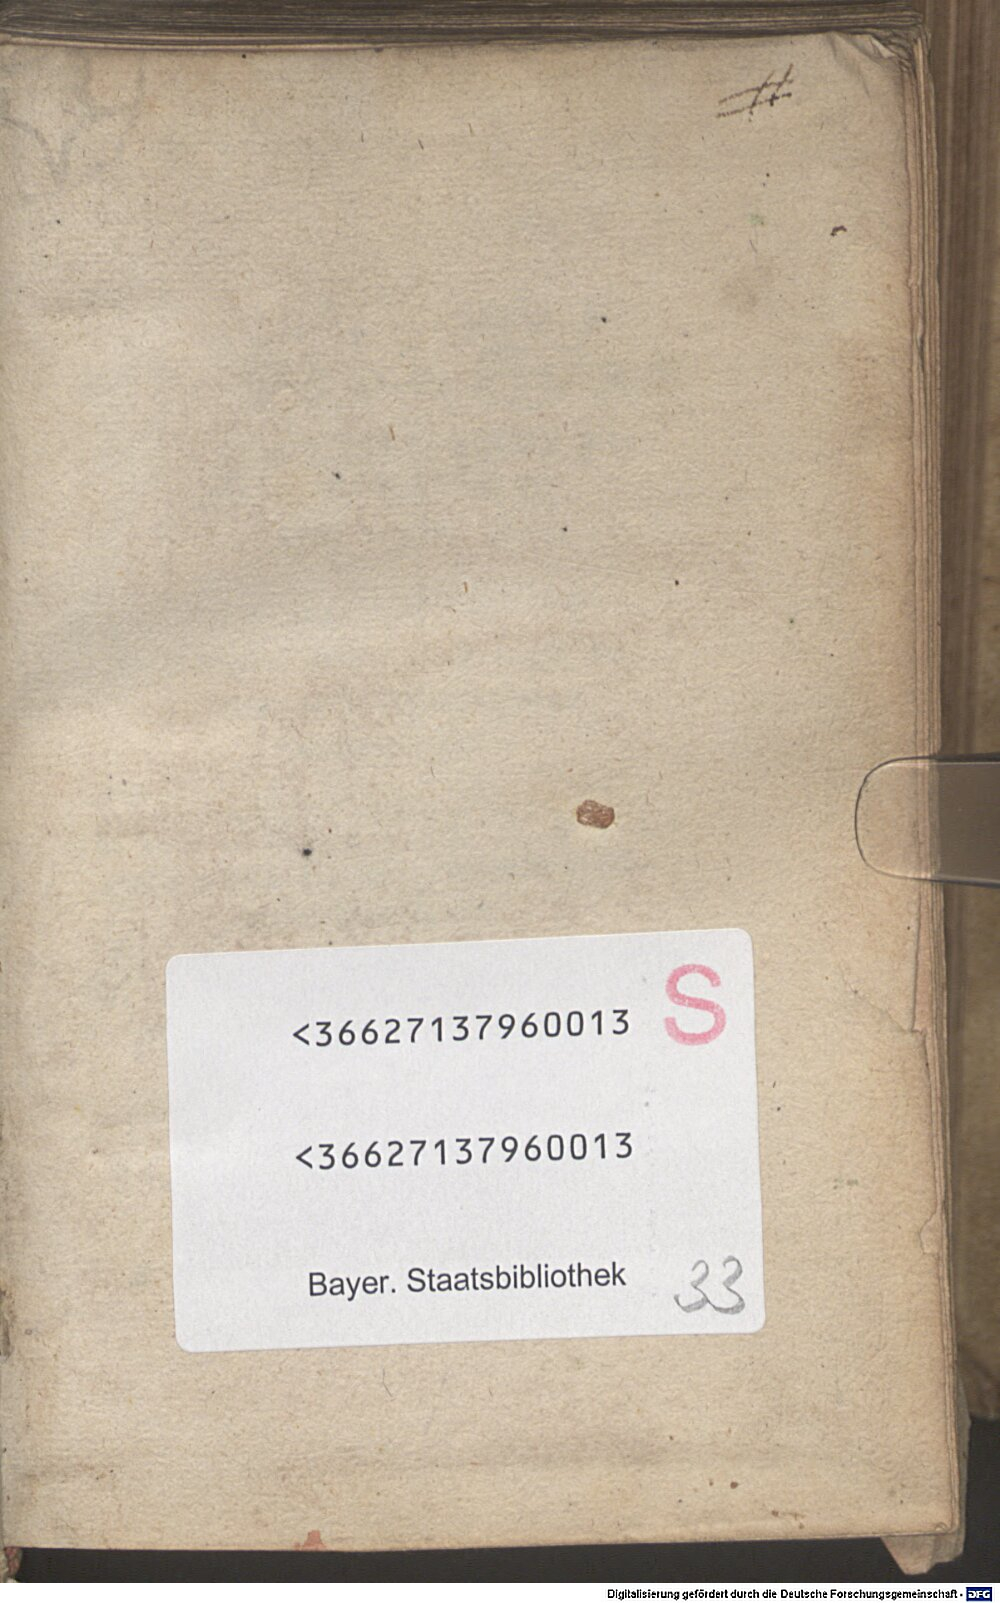 #
<36627137960013 S
<36627137960013
Bayer. Staatsbibliothek 33
Digitalisierung gefördert durch die Deutsche Forschungsgemeinschaft - DFG